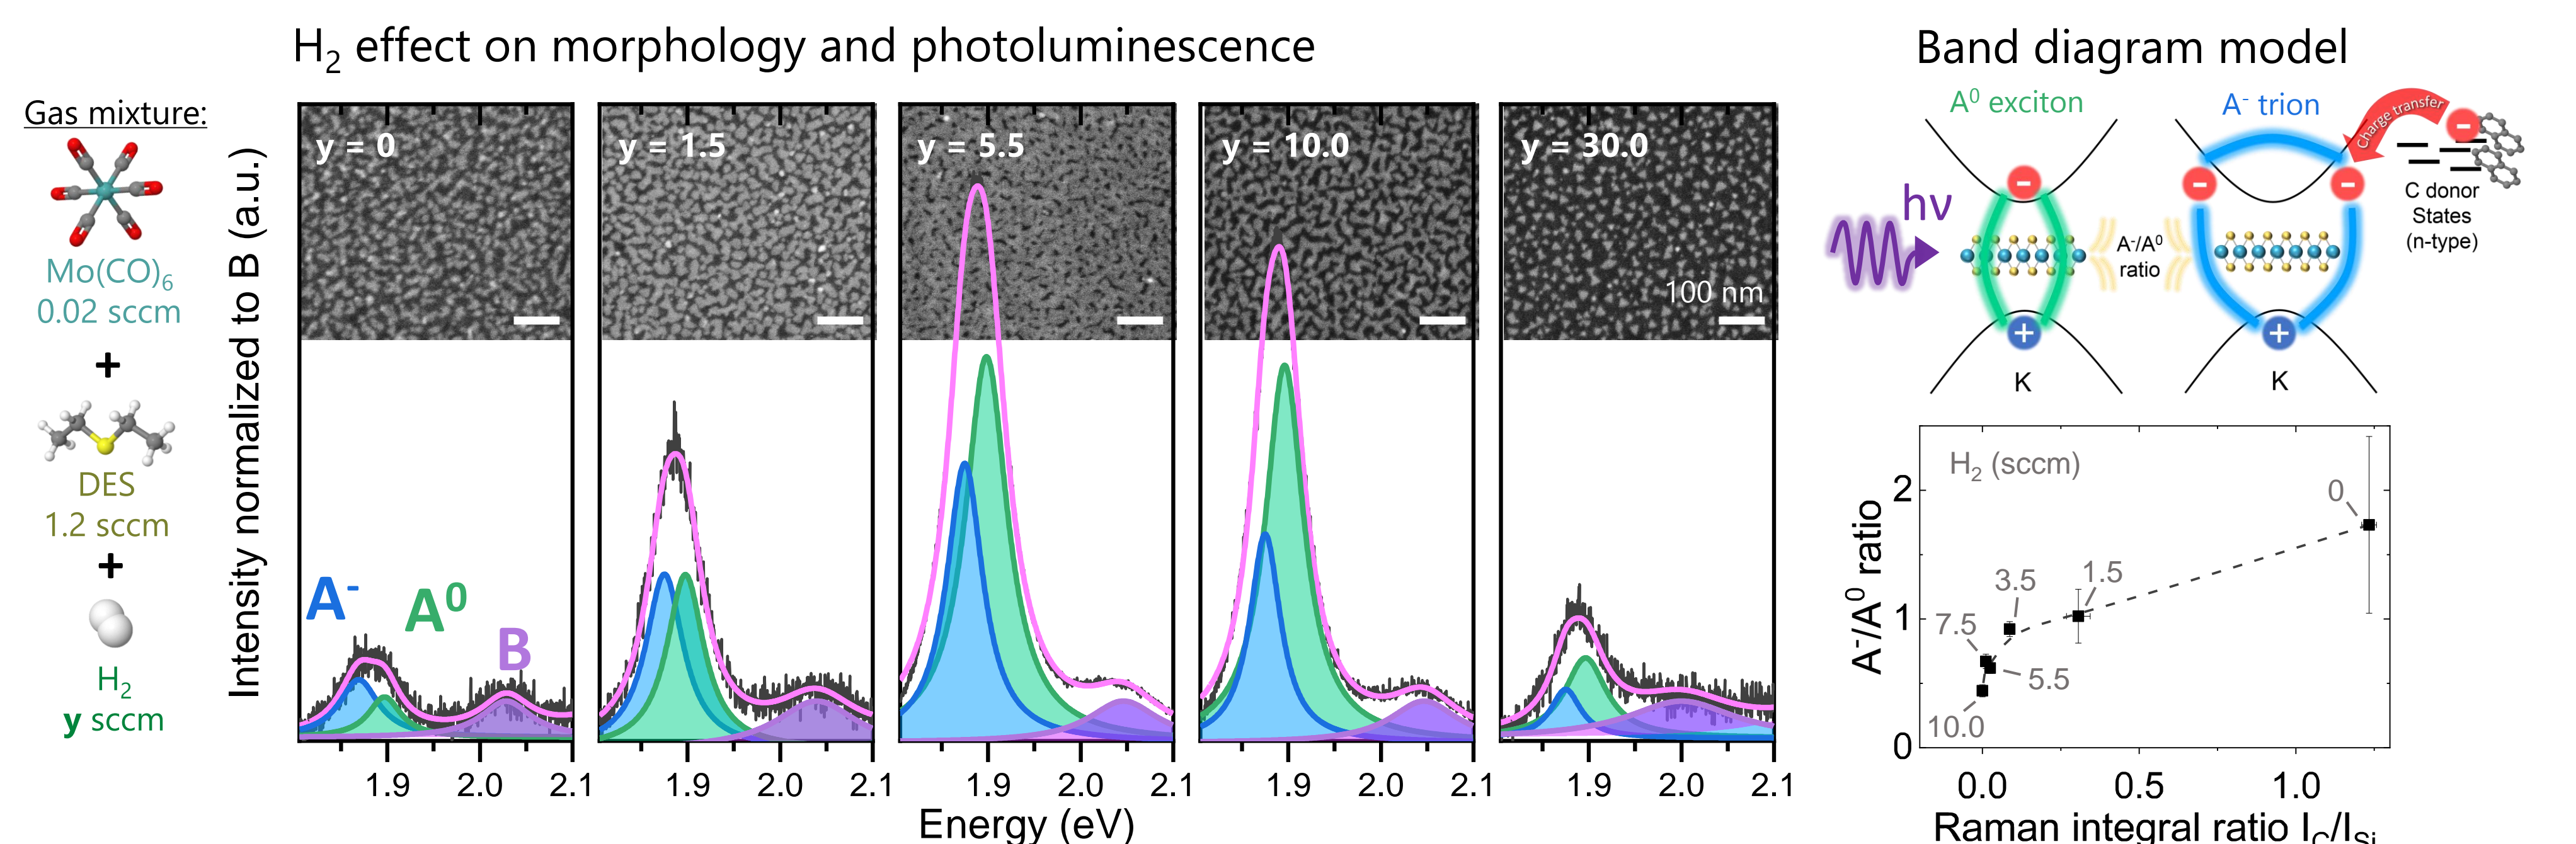 H₂ effect on morphology and photoluminescence
Band diagram model
Gas mixture:
Mo(CO)₆
0.02 sccm
+
DES
1.2 sccm
+
H₂
y sccm
Intensity normalized to B (a.u.)
y = 0
y = 1.5
y = 5.5
y = 10.0
y = 30.0
100 nm
A⁻
A⁰
B
1.9 2.0 2.1
1.9 2.0 2.1
1.9 2.0 2.1
1.9 2.0 2.1
1.9 2.0 2.1
Energy (eV)
A⁰ exciton
A⁻ trion
Charge transfer
hν
A⁻/A⁰
ratio
C donor
States
(n-type)
K
K
H₂ (sccm)
A⁻/A⁰ ratio
2
1
0
0
1.5
3.5
7.5
5.5
10.0
0.0 0.5 1.0
Raman integral ratio I_C/I_Si